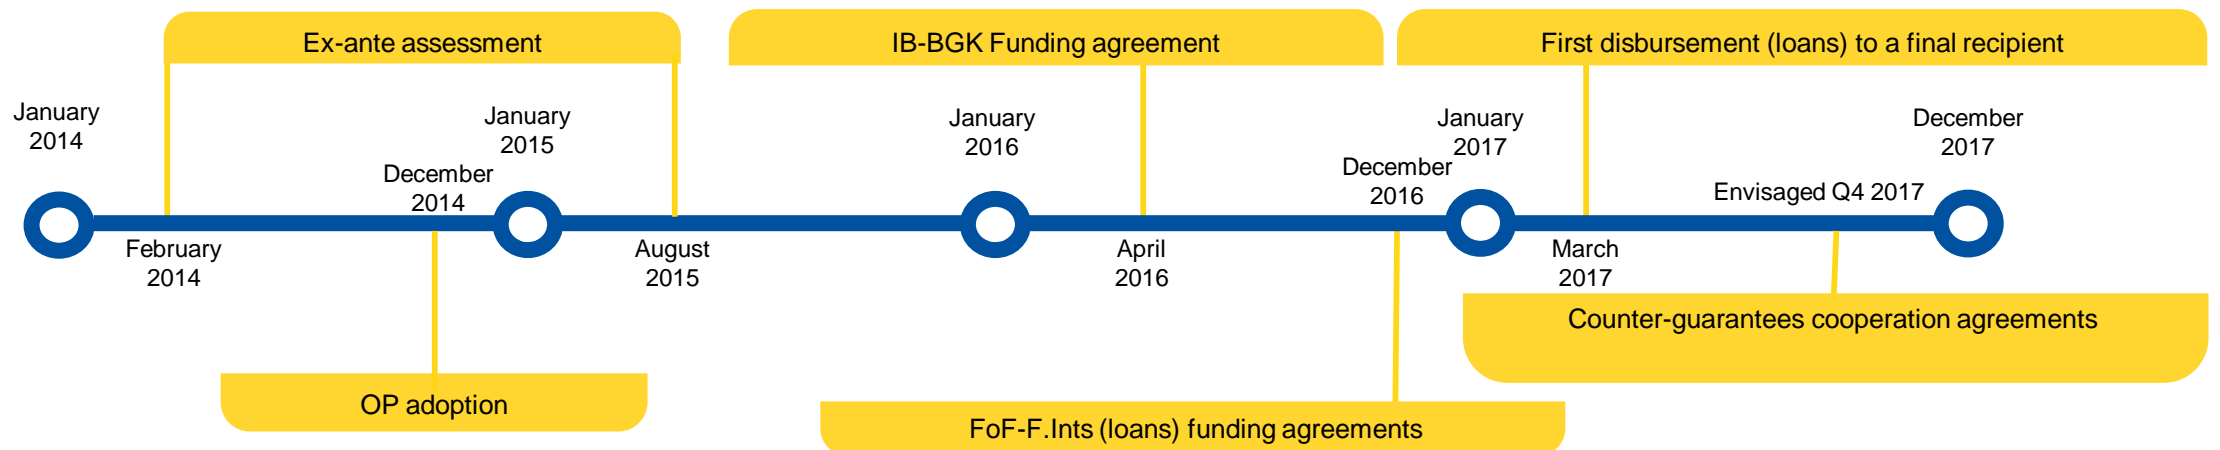 Ex-ante assessment
IB-BGK Funding agreement
First disbursement (loans) to a final recipient
January
2014
January
2015
January
2016
January
2017
December
2017
December
2014
December
2016
Envisaged Q4 2017
February
2014
August
2015
April
2016
March
2017
Counter-guarantees cooperation agreements
OP adoption
FoF-F.Ints (loans) funding agreements